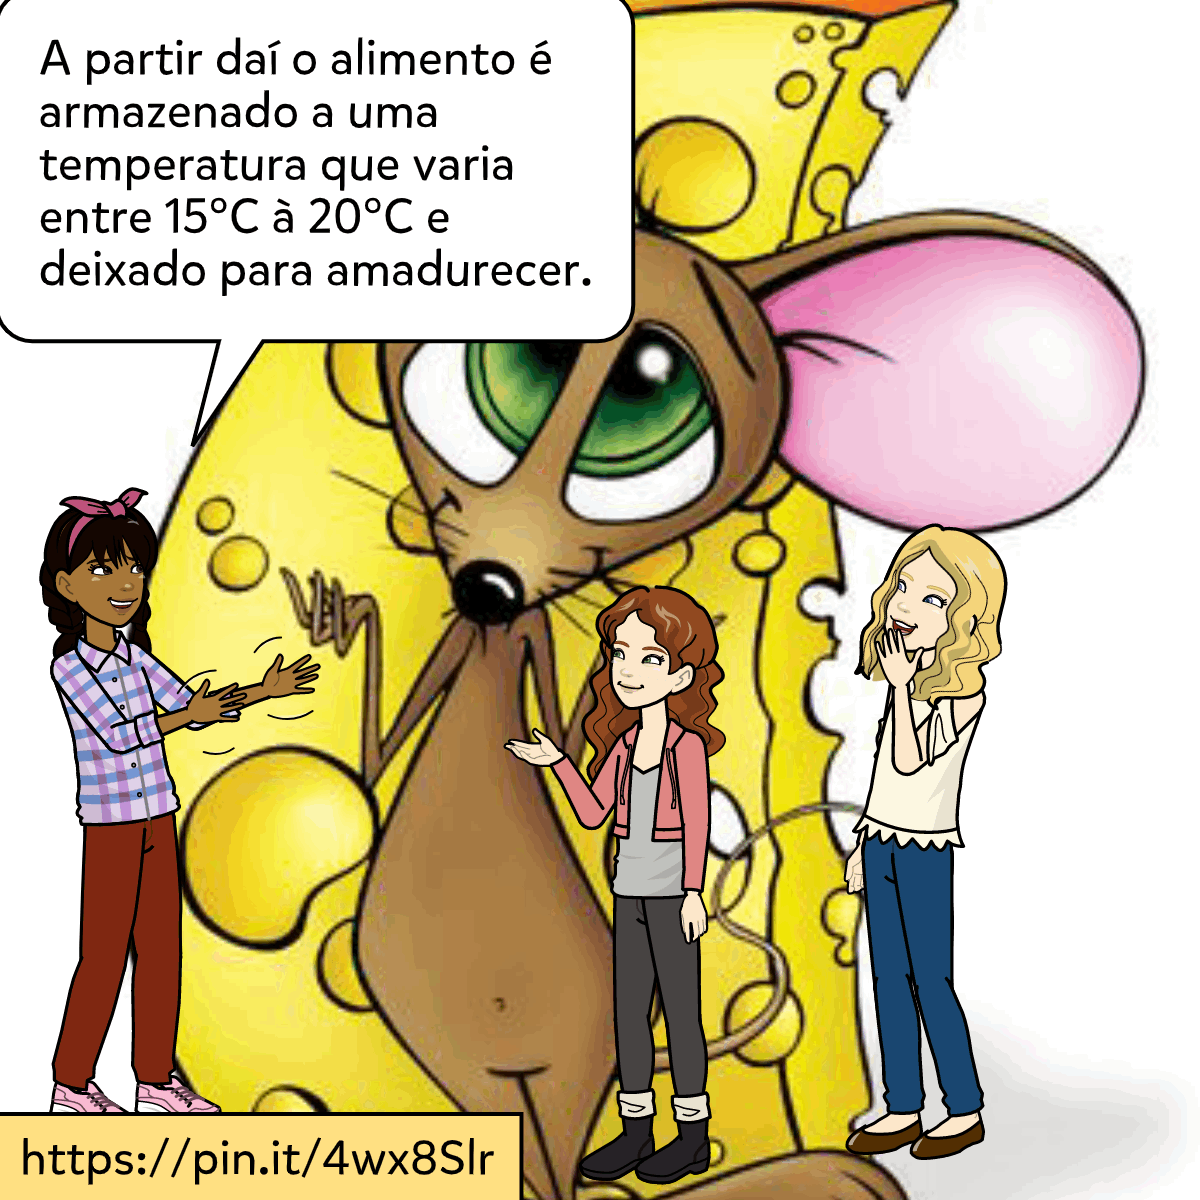 A partir daí o alimento é
armazenado a uma
temperatura que varia
entre 15°C à 20°C e
deixado para amadurecer.
https://pin.it/4wx8Slr